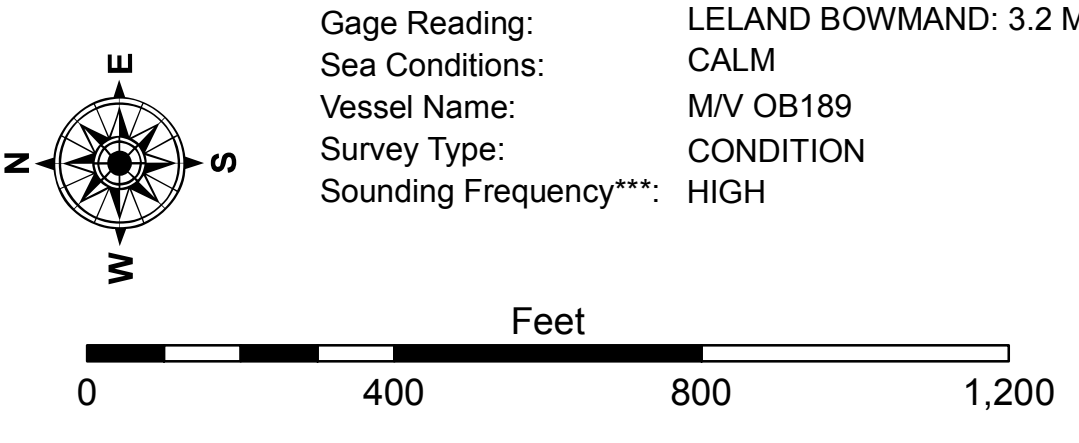 Gage Reading: LELAND BOWMAND: 3.2
Sea Conditions: CALM
Vessel Name: M/V OB189
Survey Type: CONDITION
Sounding Frequency***: HIGH
E
N S
W
Feet
0 400 800 1,200